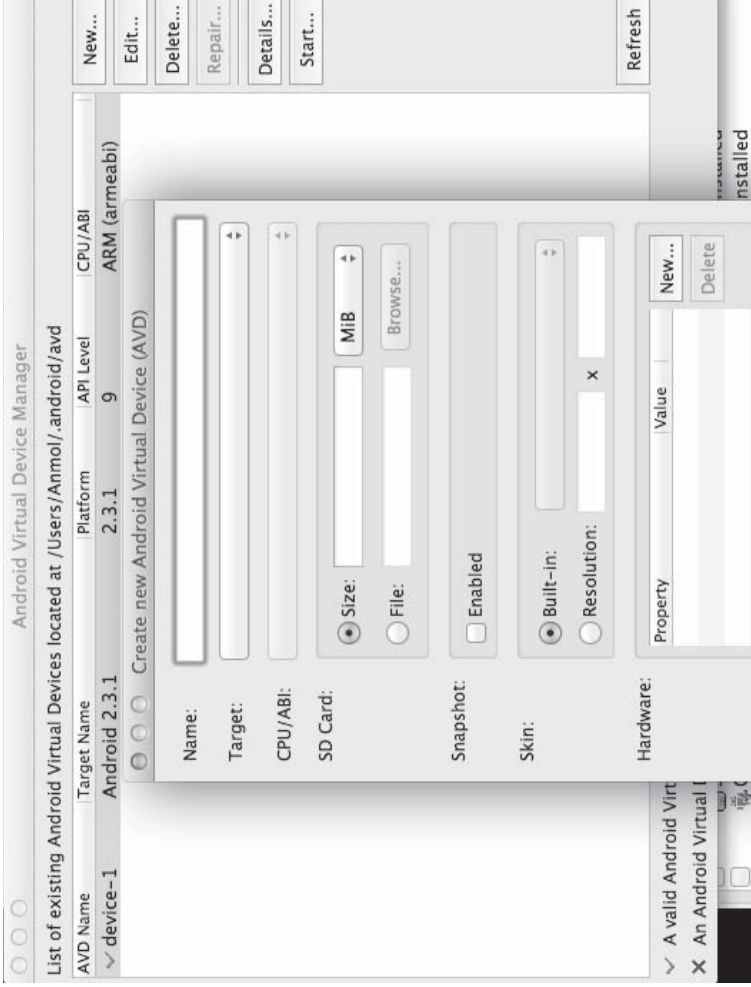 Android Virtual Device Manager
List of existing Android Virtual Devices located at /Users/Anmol/.android/avd
AVD Name Target Name Platform API Level CPU/ABI
device-1 Android 2.3.1 2.3.1 9 ARM (armeabi)
New...
Edit...
Delete...
Repair...
Details...
Start...
Refresh
Create new Android Virtual Device (AVD)
Name:
Target:
CPU/ABI:
SD Card:
Size: MiB
File: Browse...
Snapshot:
Enabled
Skin:
Built-in:
Resolution: x
Hardware:
Property Value New...
Delete
A valid Android Virt
An Android Virtual
nstalled